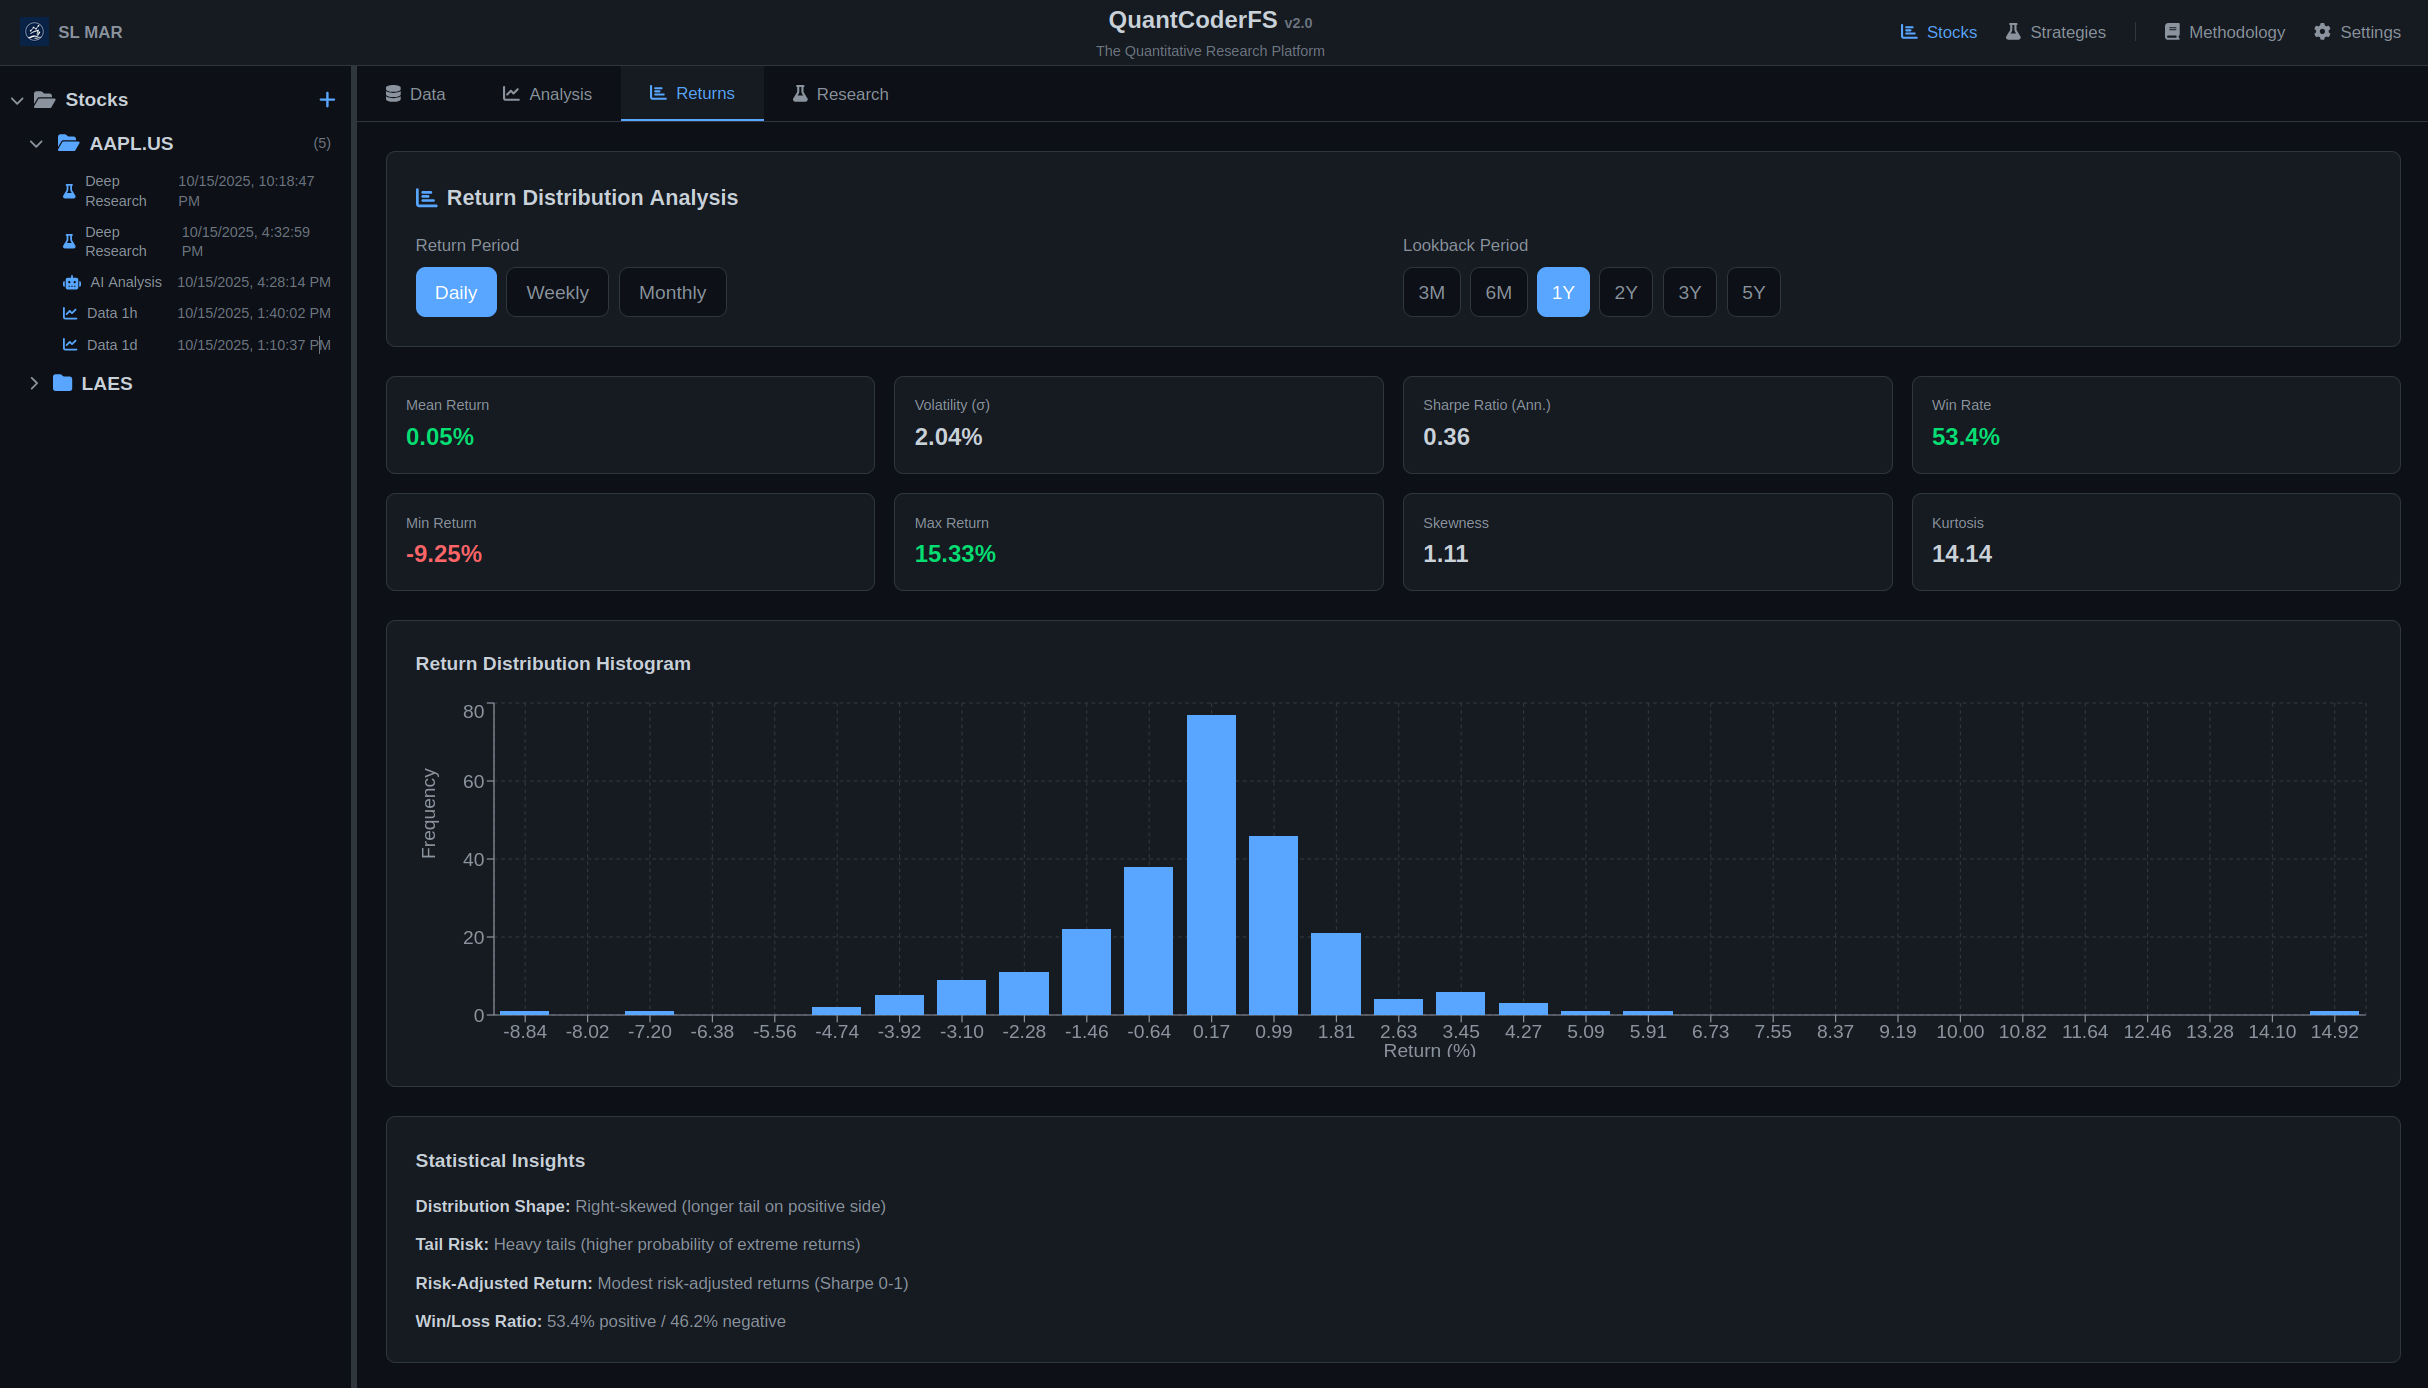 SL MAR
QuantCoderFS v2.0
The Quantitative Research Platform
Stocks
Strategies
Methodology
Settings
Stocks
AAPL.US (5)
Deep Research 10/15/2025, 10:18:47 PM
Deep Research 10/15/2025, 4:32:59 PM
AI Analysis 10/15/2025, 4:28:14 PM
Data 1h 10/15/2025, 1:40:02 PM
Data 1d 10/15/2025, 1:10:37 PM
LAES
Data
Analysis
Returns
Research
Return Distribution Analysis
Return Period
Daily Weekly Monthly
Lookback Period
3M 6M 1Y 2Y 3Y 5Y
Mean Return
0.05%
Volatility (σ)
2.04%
Sharpe Ratio (Ann.)
0.36
Win Rate
53.4%
Min Return
-9.25%
Max Return
15.33%
Skewness
1.11
Kurtosis
14.14
Return Distribution Histogram
Frequency
80
60
40
20
0
-8.84 -8.02 -7.20 -6.38 -5.56 -4.74 -3.92 -3.10 -2.28 -1.46 -0.64 0.17 0.99 1.81 2.63 3.45 4.27 5.09 5.91 6.73 7.55 8.37 9.19 10.00 10.82 11.64 12.46 13.28 14.10 14.92
Return (%)
Statistical Insights
Distribution Shape: Right-skewed (longer tail on positive side)
Tail Risk: Heavy tails (higher probability of extreme returns)
Risk-Adjusted Return: Modest risk-adjusted returns (Sharpe 0-1)
Win/Loss Ratio: 53.4% positive / 46.2% negative